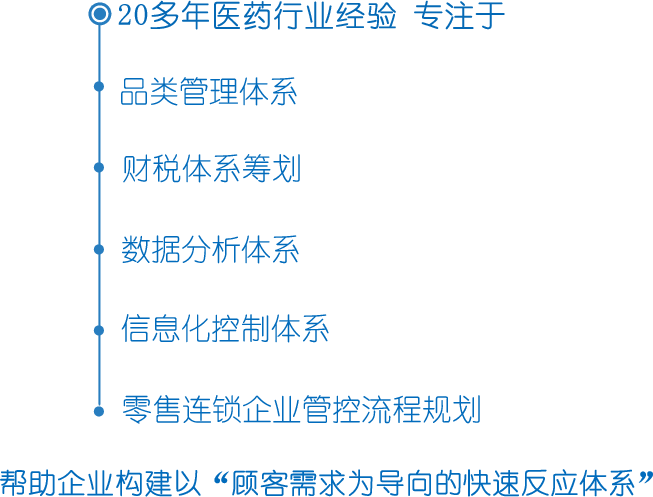 20多年医药行业经验 专注于
品类管理体系
财税体系筹划
数据分析体系
信息化控制体系
零售连锁企业管控流程规划
帮助企业构建以“顾客需求为导向的快速反应体系”